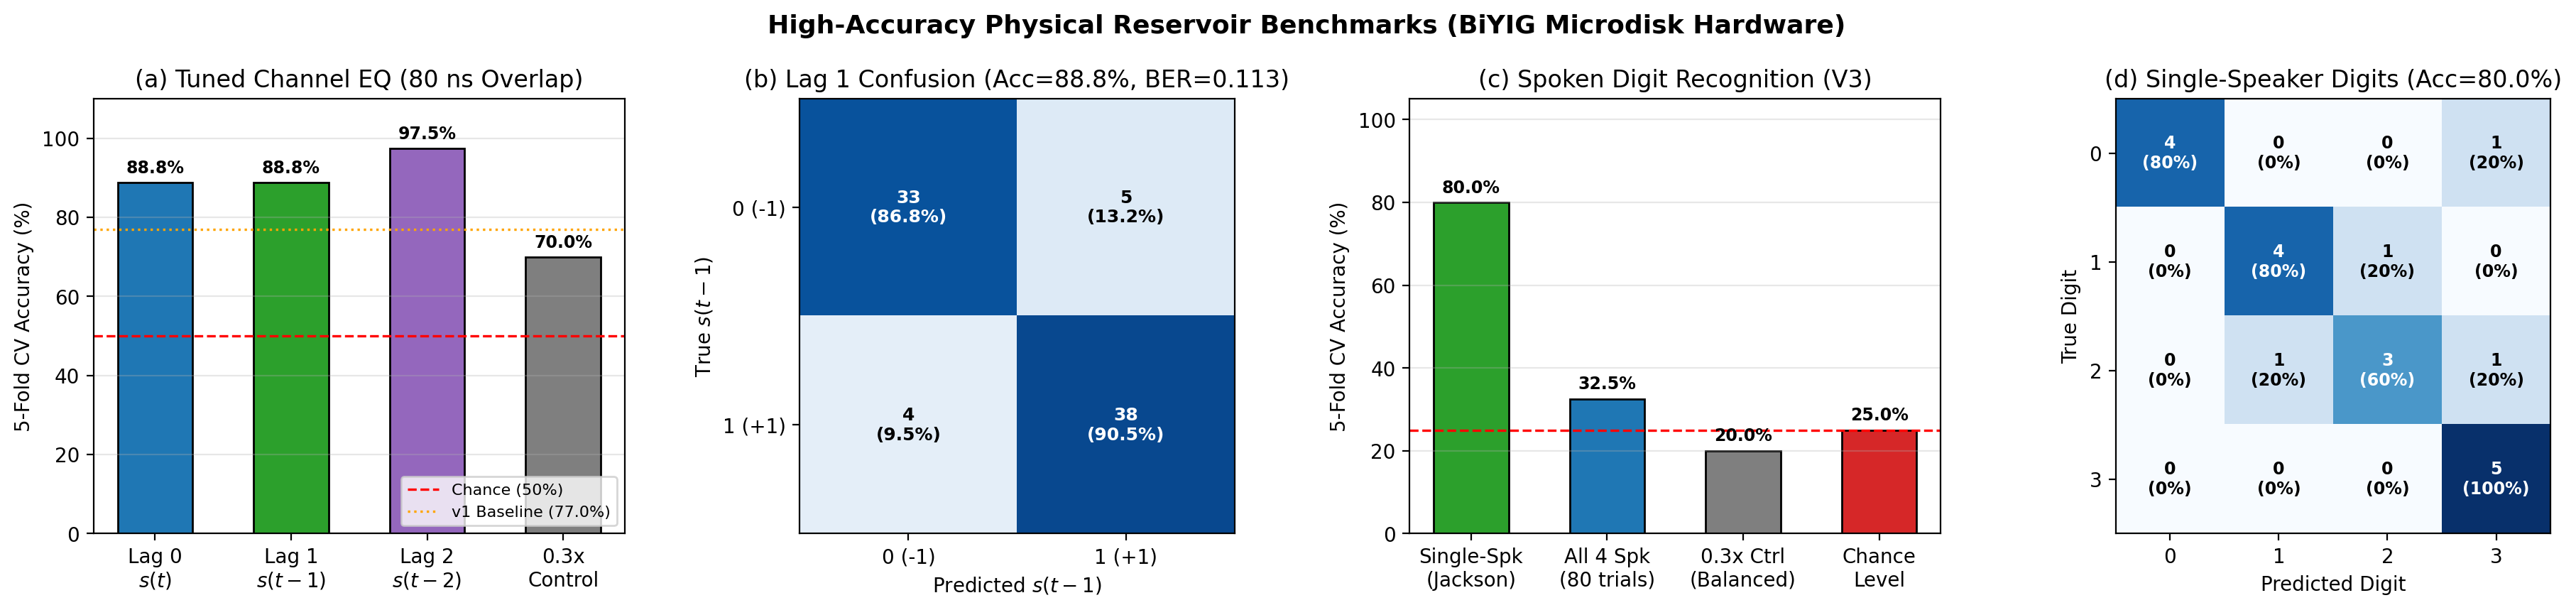 High-Accuracy Physical Reservoir Benchmarks (BiYIG Microdisk Hardware)
(a) Tuned Channel EQ (80 ns Overlap)
5-Fold CV Accuracy (%)
100
80
60
40
20
0
88.8%
88.8%
97.5%
70.0%
Chance (50%)
v1 Baseline (77.0%)
Lag 0
s(t)
Lag 1
s(t − 1)
Lag 2
s(t − 2)
0.3x
Control
(b) Lag 1 Confusion (Acc=88.8%, BER=0.113)
True s(t − 1)
0 (-1)
1 (+1)
33
(86.8%)
5
(13.2%)
4
(9.5%)
38
(90.5%)
0 (-1)
1 (+1)
Predicted s(t − 1)
(c) Spoken Digit Recognition (V3)
5-Fold CV Accuracy (%)
100
80
60
40
20
0
80.0%
32.5%
20.0%
25.0%
Single-Spk
(Jackson)
All 4 Spk
(80 trials)
0.3x Ctrl
(Balanced)
Chance
Level
(d) Single-Speaker Digits (Acc=80.0%)
True Digit
0
1
2
3
4
(80%)
0
(0%)
0
(0%)
1
(20%)
0
(0%)
4
(80%)
1
(20%)
0
(0%)
0
(0%)
1
(20%)
3
(60%)
1
(20%)
0
(0%)
0
(0%)
0
(0%)
5
(100%)
0
1
2
3
Predicted Digit